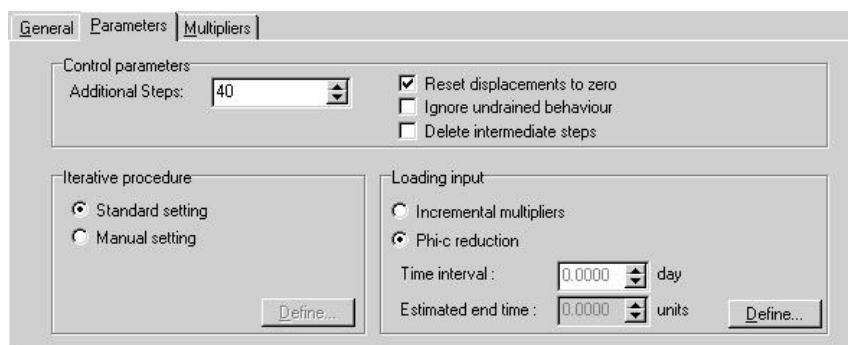 General Parameters Multipliers
Control parameters
Additional Steps: 40
Reset displacements to zero
Ignore undrained behaviour
Delete intermediate steps
Iterative procedure
Standard setting
Manual setting
Define...
Loading input
Incremental multipliers
Phi-c reduction
Time interval : 0.0000 day
Estimated end time : 0.0000 units
Define...